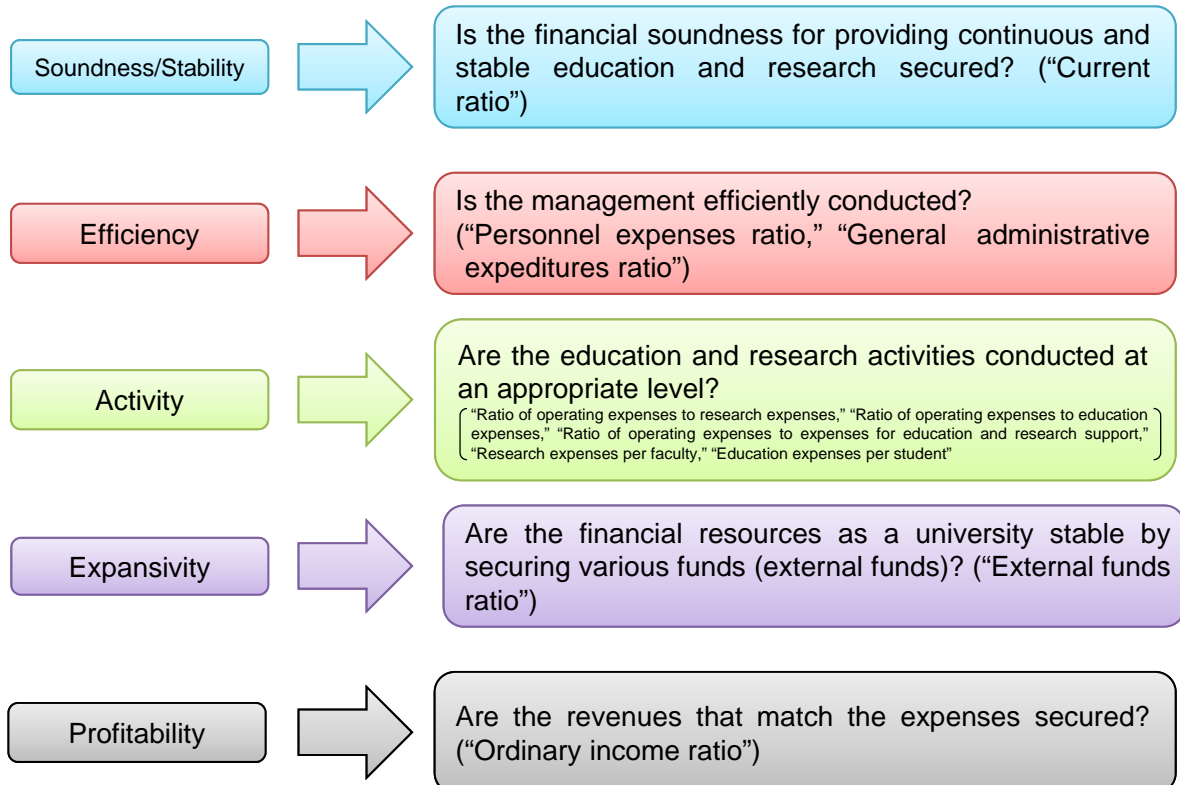 Soundness/Stability
Is the financial soundness for providing continuous and
stable education and research secured? (“Current
ratio”)
Efficiency
Is the management efficiently conducted?
(“Personnel expenses ratio,” “General administrative
expeditures ratio”)
Activity
Are the education and research activities conducted at
an appropriate level?
“Ratio of operating expenses to research expenses,” “Ratio of operating expenses to education
expenses,” “Ratio of operating expenses to expenses for education and research support,”
“Research expenses per faculty,” “Education expenses per student”
Expansivity
Are the financial resources as a university stable by
securing various funds (external funds)? (“External funds
ratio”)
Profitability
Are the revenues that match the expenses secured?
(“Ordinary income ratio”)